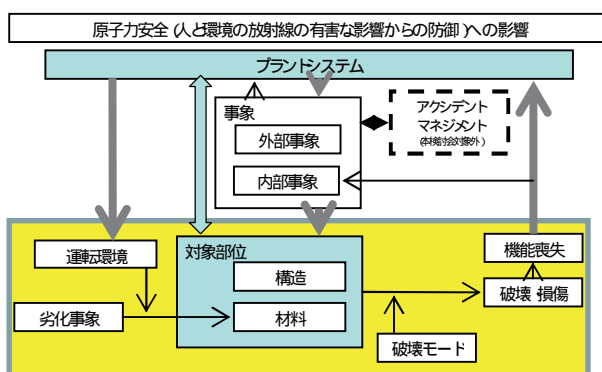 原子力安全（人と環境の放射線の有害な影響からの防御）への影響
プラントシステム
事象
外部事象
内部事象
アクシデント
マネジメント
（本検討会対象外）
運転環境
劣化事象
対象部位
構造
材料
機能喪失
破壊・損傷
破壊モード